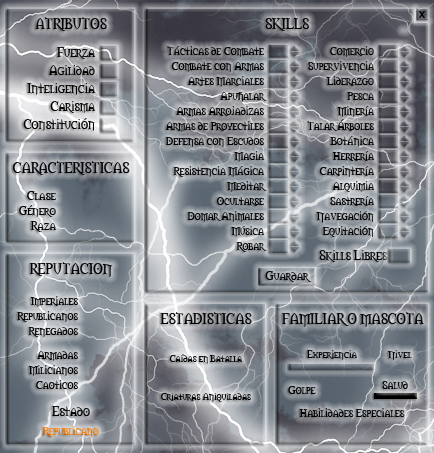 ATRIBUTOS
Fuerza
Agilidad
Inteligencia
Carisma
Constitución
CARACTERISTICAS
Clase
Género
Raza
REPUTACION
Imperiales
Republicanos
Renegados
Armadas
Milicianos
Caoticos
Estado
Republicano
SKILLS
X
Tácticas de Combate
Combate con Armas
Artes Marciales
Apuñalar
Armas Arrojadizas
Armas de Proyectiles
Defensa con Escudos
Magia
Resistencia Mágica
Meditar
Ocultarse
Domar Animales
Música
Robar
Comercio
Supervivencia
Liderazgo
Pesca
Minería
Talar Árboles
Botánica
Herrería
Carpintería
Alquimia
Sastrería
Navegación
Equitación
Skills Libres
Guardar
ESTADISTICAS
Caídas en Batalla
Criaturas Aniquiladas
FAMILIAR O MASCOTA
Experiencia
Nivel
Golpe
Salud
Habilidades Especiales